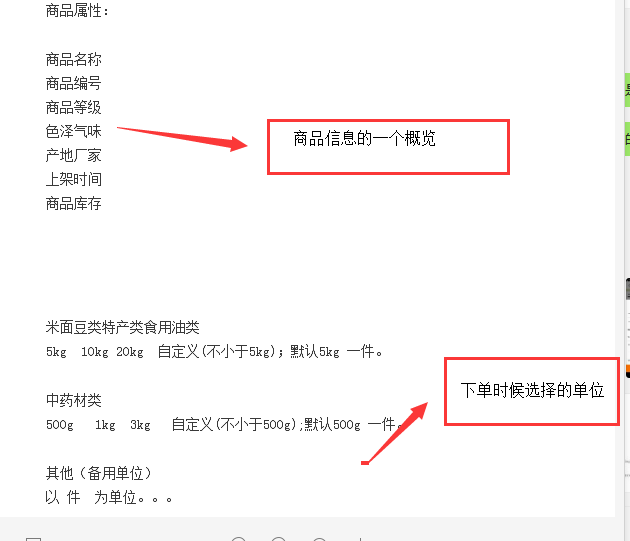 商品属性:
商品名称
商品编号
商品等级
色泽气味
产地厂家
上架时间
商品库存
商品信息的一个概览
米面豆类特产类食用油类
5kg 10kg 20kg 自定义(不小于5kg); 默认5kg 一件。
中药材类
500g 1kg 3kg 自定义(不小于500g);默认500g 一件。
下单时候选择的单位
其他（备用单位）
以 件 为单位。。。